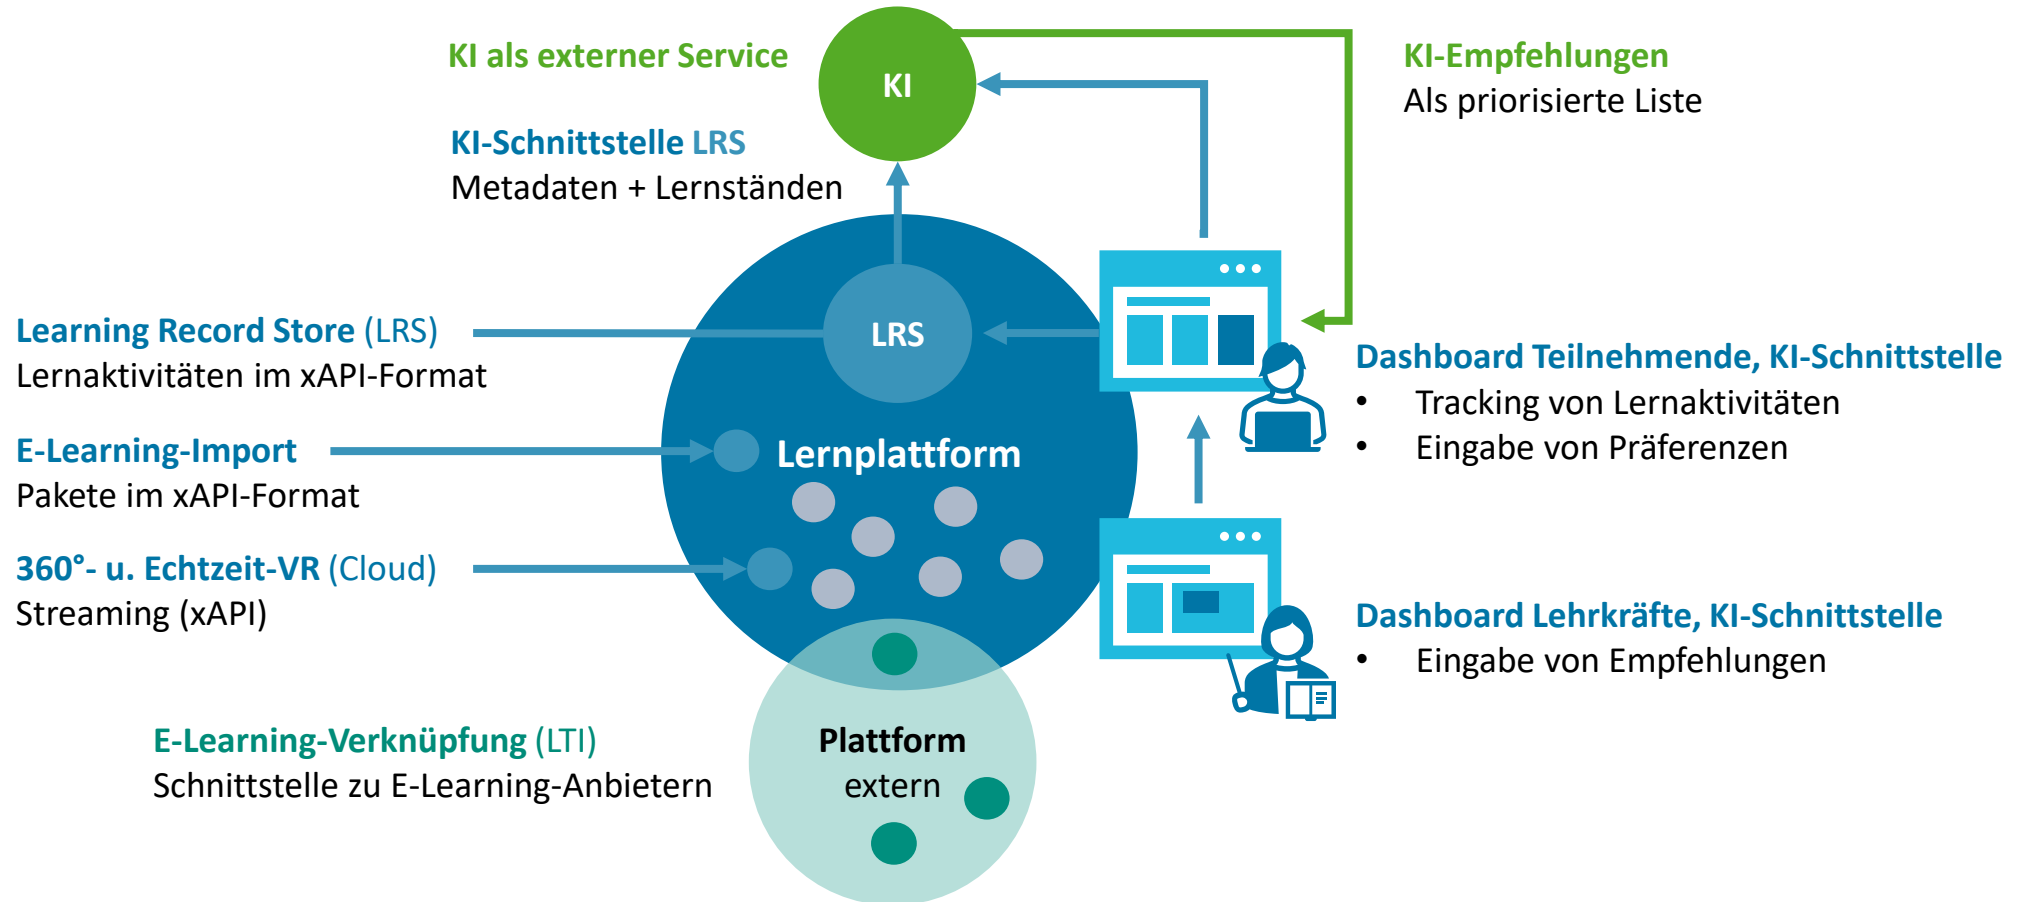 KI als externer Service
KI
KI-Empfehlungen
Als priorisierte Liste
KI-Schnittstelle LRS
Metadaten + Lernständen
Learning Record Store (LRS)
Lernaktivitäten im xAPI-Format
LRS
Dashboard Teilnehmende, KI-Schnittstelle
• Tracking von Lernaktivitäten
• Eingabe von Präferenzen
E-Learning-Import
Pakete im xAPI-Format
Lernplattform
360°- u. Echtzeit-VR (Cloud)
Streaming (xAPI)
Dashboard Lehrkräfte, KI-Schnittstelle
• Eingabe von Empfehlungen
E-Learning-Verknüpfung (LTI)
Schnittstelle zu E-Learning-Anbietern
Plattform
extern